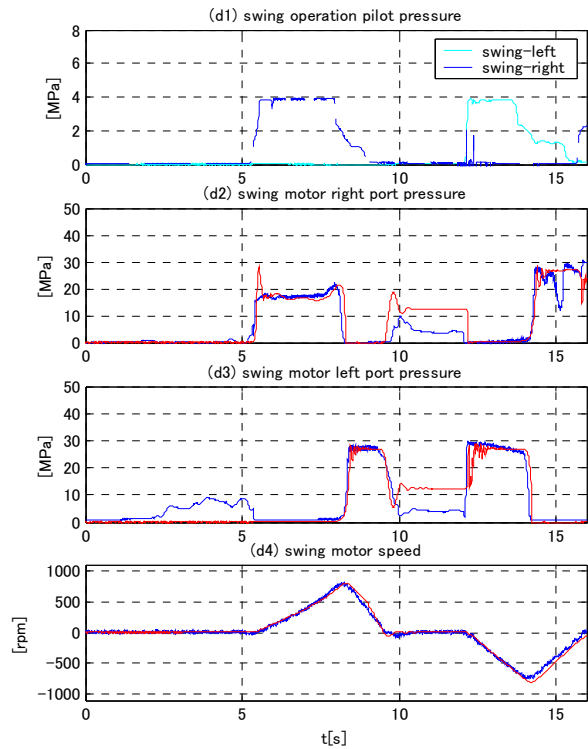 (d1) swing operation pilot pressure
8
6
4
2
0
[MPa]
swing-left
swing-right
0 5 10 15
(d2) swing motor right port pressure
50
40
30
20
10
0
[MPa]
0 5 10 15
(d3) swing motor left port pressure
50
40
30
20
10
0
[MPa]
0 5 10 15
(d4) swing motor speed
1000
500
0
-500
-1000
[rpm]
0 5 10 15
t[s]